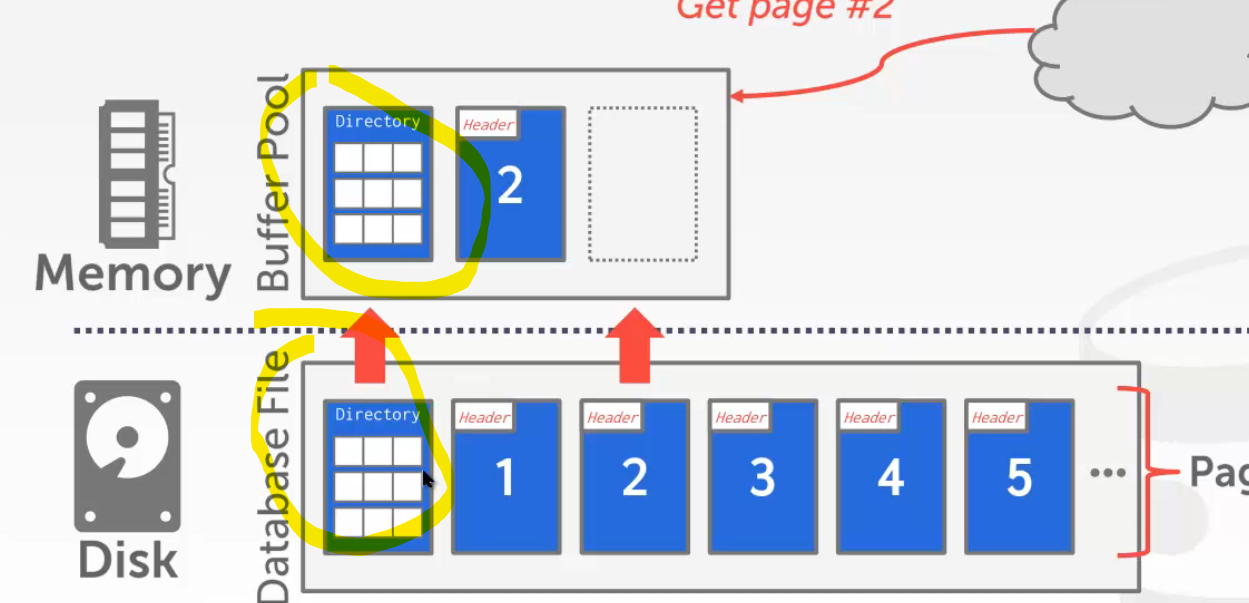 Get page #2
Buffer Pool
Directory
Header
2
Memory
Database File
Directory
Header
1
Header
2
Header
3
Header
4
Header
5
...
Disk